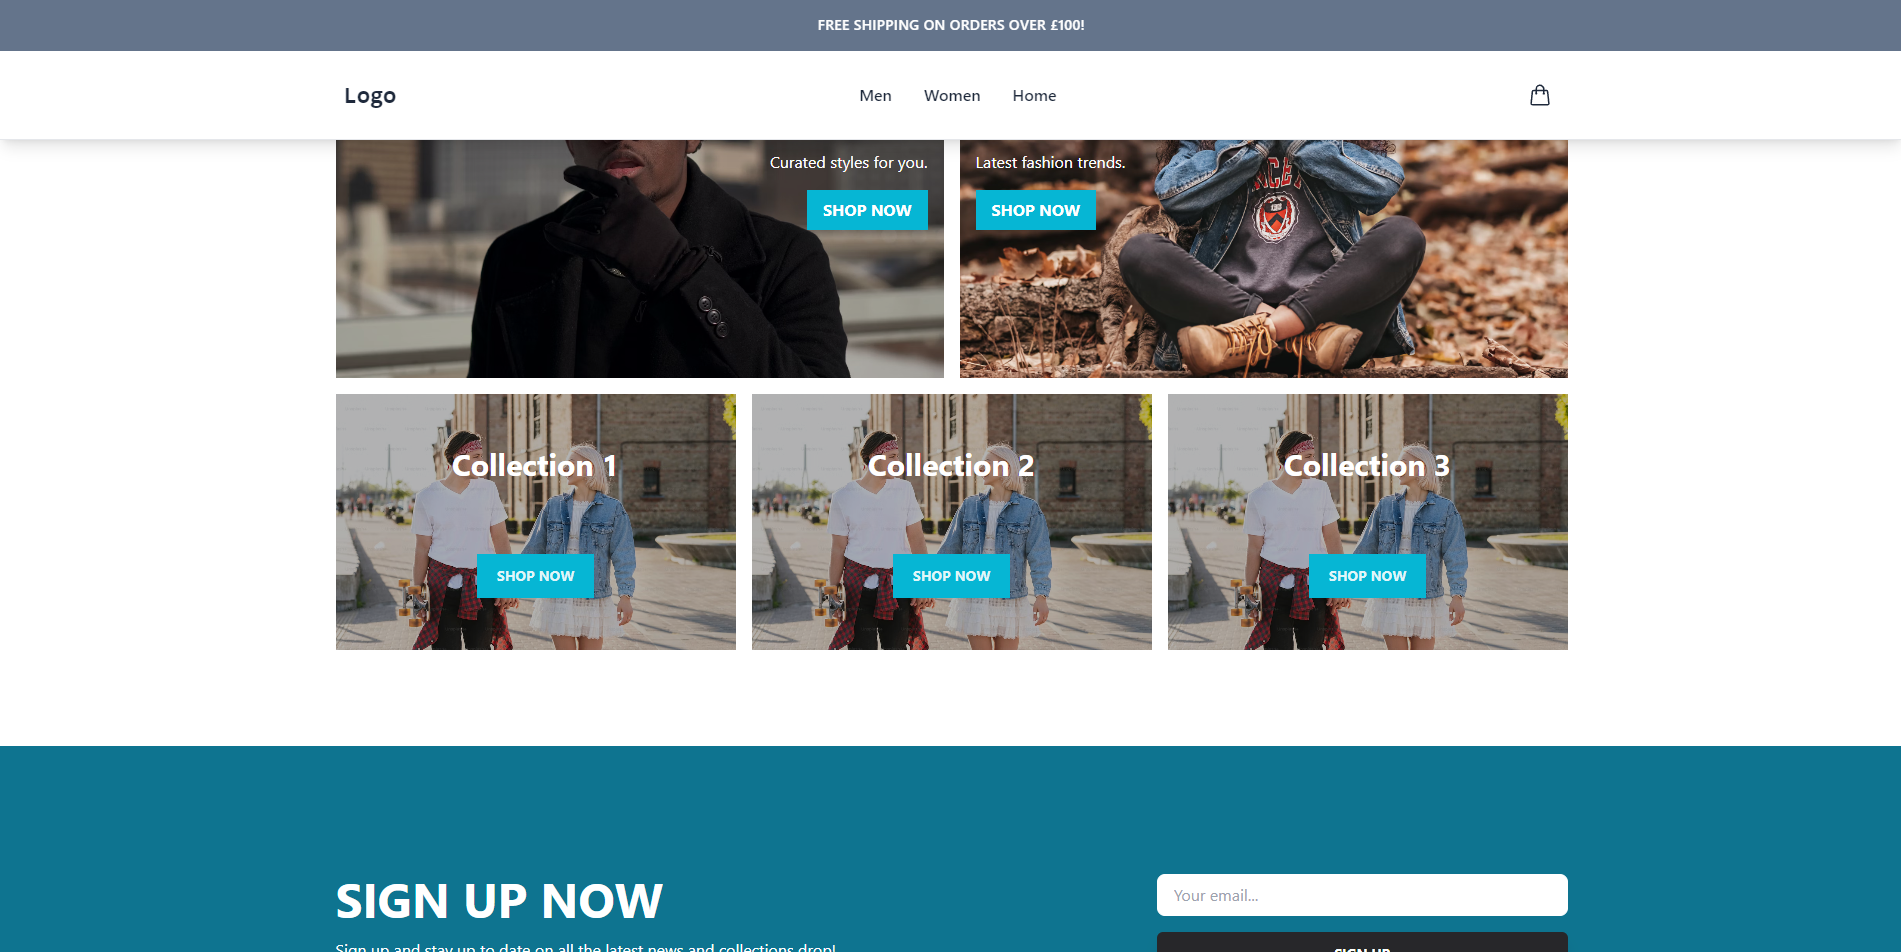 FREE SHIPPING ON ORDERS OVER £100!
Logo
Men Women Home
Curated styles for you.
SHOP NOW
Latest fashion trends.
SHOP NOW
Collection 1
SHOP NOW
Collection 2
SHOP NOW
Collection 3
SHOP NOW
SIGN UP NOW
Sign up and stay up to date on all the latest news and collections drop!
Your email...
SIGN UP